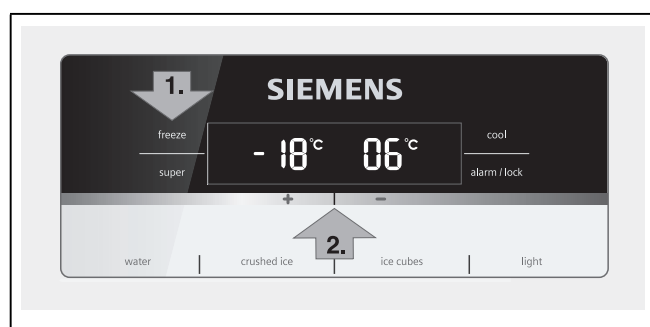 1.
SIEMENS
freeze
- 18°C 06°C
cool
super
alarm / lock
+ −
2.
water crushed ice ice cubes light